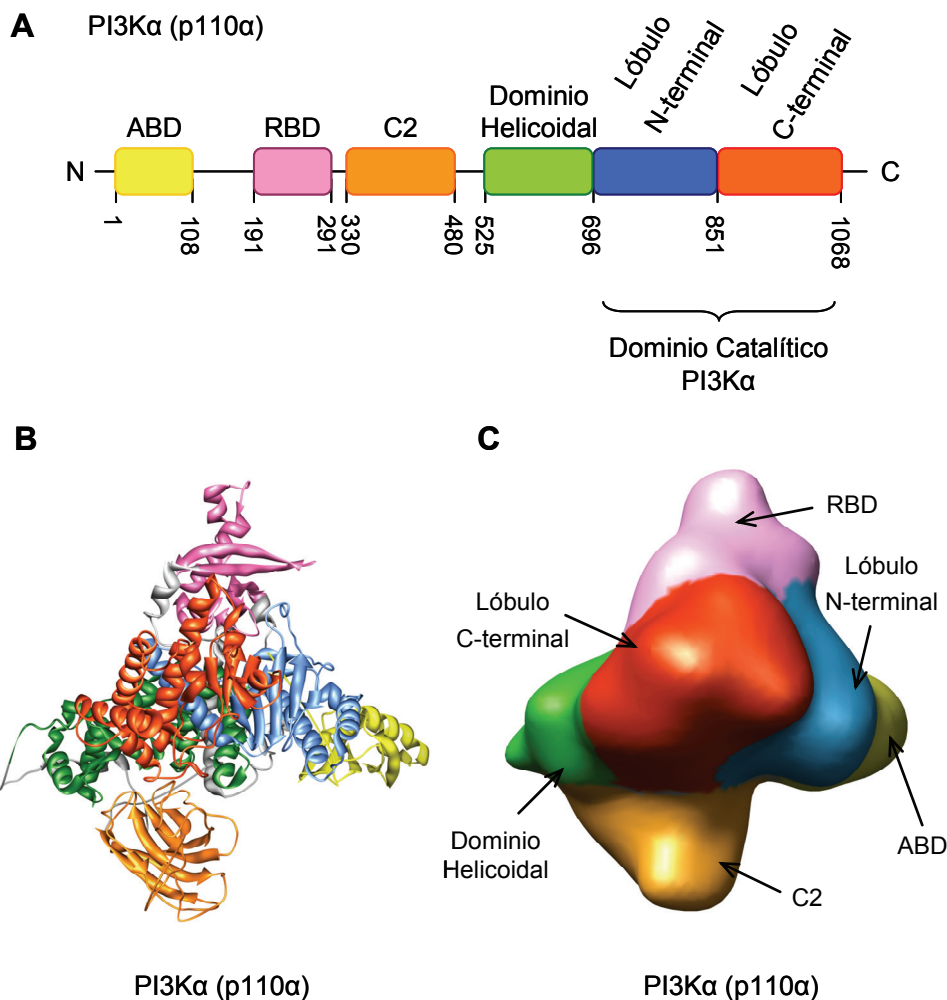 A
PI3Kα (p110α)
ABD
RBD
C2
Dominio
Helicoidal
Lóbulo
N-terminal
Lóbulo
C-terminal
N
C
1
108
191
291
330
480
525
696
851
1068
Dominio Catalítico
PI3Kα
B
C
RBD
Lóbulo
N-terminal
Lóbulo
C-terminal
Dominio
Helicoidal
ABD
C2
PI3Kα (p110α)
PI3Kα (p110α)